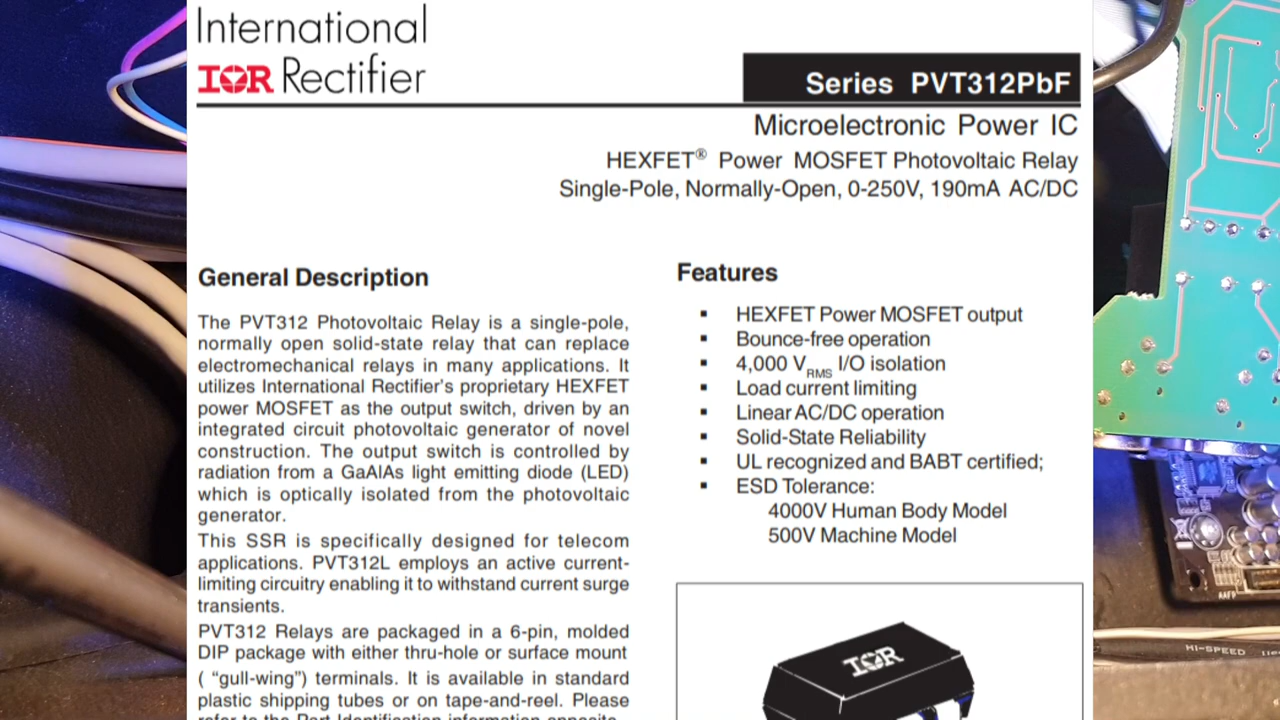 International
IOR Rectifier
Series PVT312PbF
Microelectronic Power IC
HEXFET® Power MOSFET Photovoltaic Relay
Single-Pole, Normally-Open, 0-250V, 190mA AC/DC
General Description
The PVT312 Photovoltaic Relay is a single-pole,
normally open solid-state relay that can replace
electromechanical relays in many applications. It
utilizes International Rectifier's proprietary HEXFET
power MOSFET as the output switch, driven by an
integrated circuit photovoltaic generator of novel
construction. The output switch is controlled by
radiation from a GaAlAs light emitting diode (LED)
which is optically isolated from the photovoltaic
generator.
This SSR is specifically designed for telecom
applications. PVT312L employs an active current-
limiting circuitry enabling it to withstand current surge
transients.
PVT312 Relays are packaged in a 6-pin, molded
DIP package with either thru-hole or surface mount
( “gull-wing”) terminals. It is available in standard
plastic shipping tubes or on tape-and-reel. Please
refer to the Part Identification information opposite.
Features
▪ HEXFET Power MOSFET output
▪ Bounce-free operation
▪ 4,000 VRMS I/O isolation
▪ Load current limiting
▪ Linear AC/DC operation
▪ Solid-State Reliability
▪ UL recognized and BABT certified;
▪ ESD Tolerance:
4000V Human Body Model
500V Machine Model
IOR
HI-SPEED